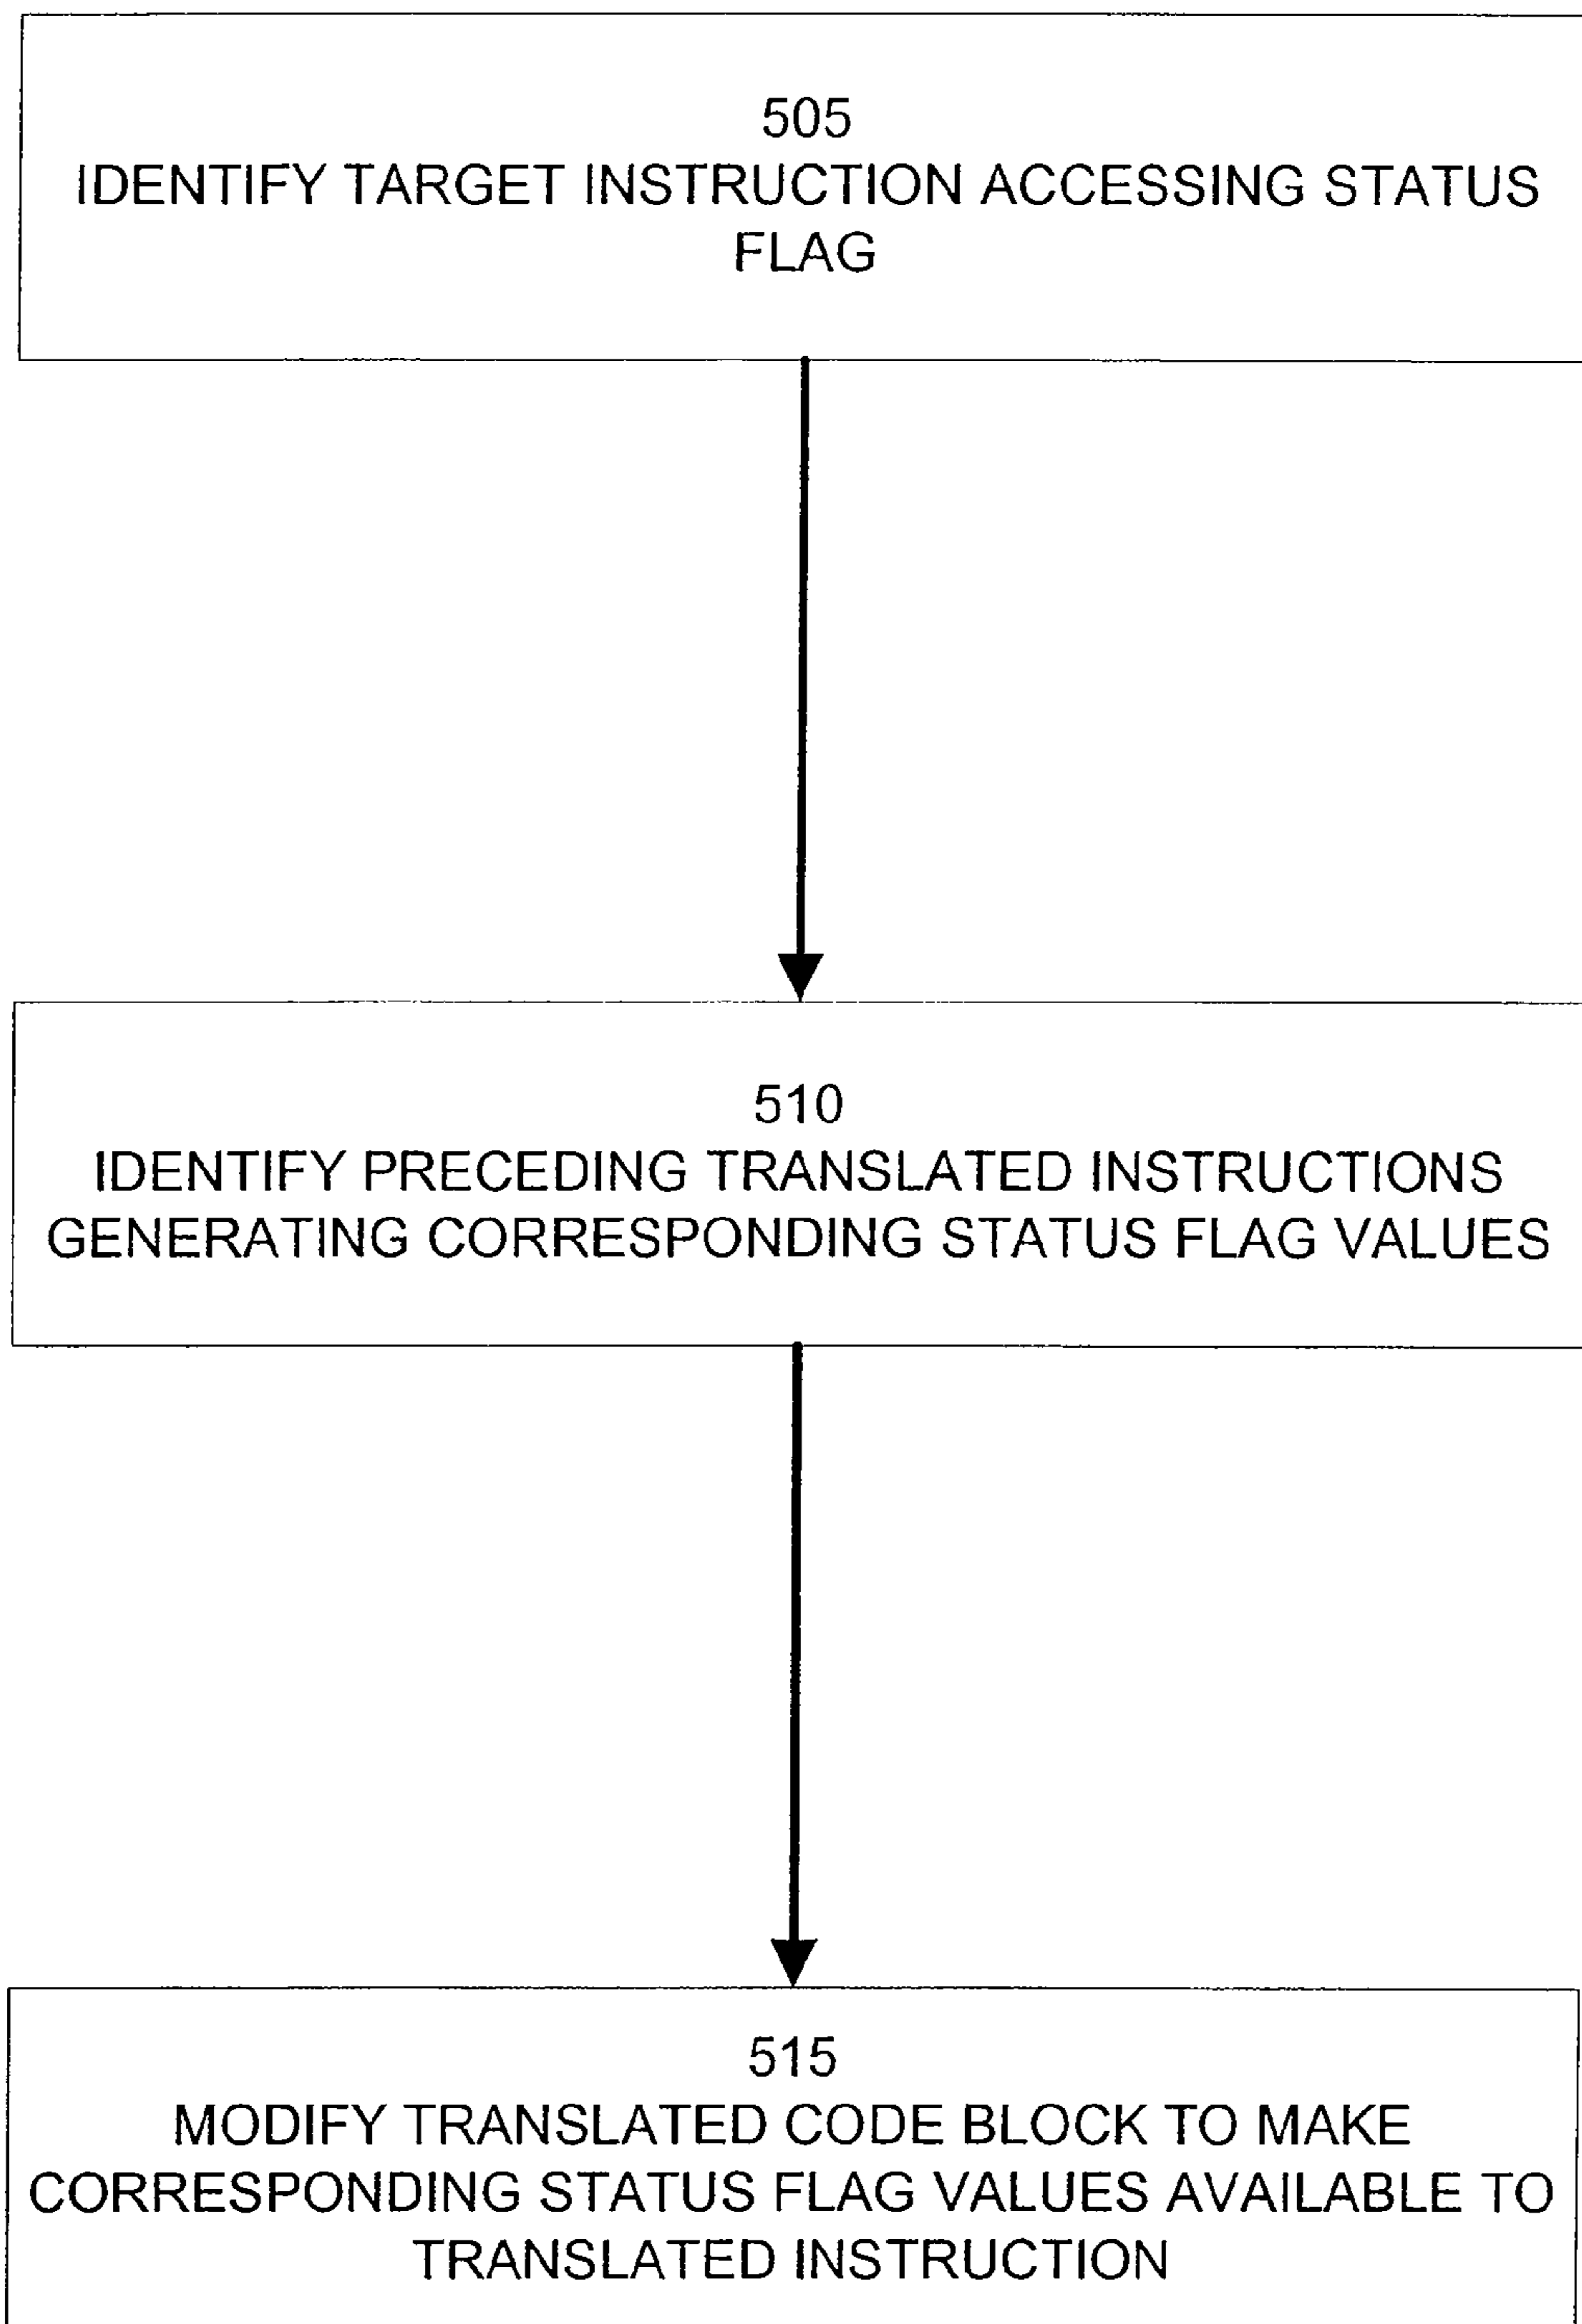 505
IDENTIFY TARGET INSTRUCTION ACCESSING STATUS
FLAG
510
IDENTIFY PRECEDING TRANSLATED INSTRUCTIONS
GENERATING CORRESPONDING STATUS FLAG VALUES
515
MODIFY TRANSLATED CODE BLOCK TO MAKE
CORRESPONDING STATUS FLAG VALUES AVAILABLE TO
TRANSLATED INSTRUCTION